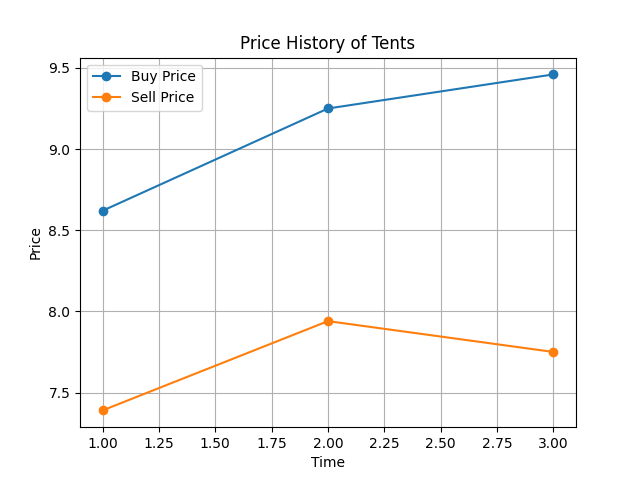 Price History of Tents
Buy Price
Sell Price
9.5
9.0
8.5
8.0
7.5
Price
1.00 1.25 1.50 1.75 2.00 2.25 2.50 2.75 3.00
Time